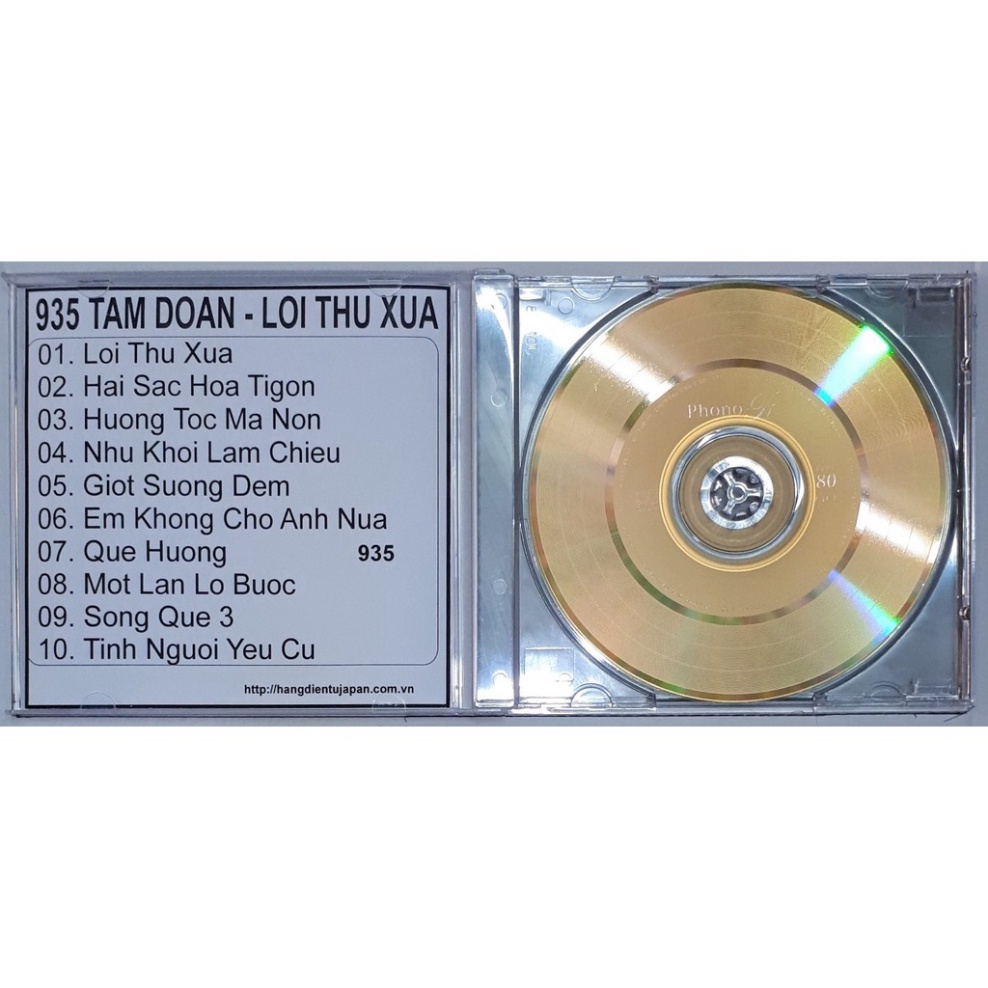 935 TAM DOAN - LOI THU XUA
01. Loi Thu Xua
02. Hai Sac Hoa Tigon
03. Huong Toc Ma Non
04. Nhu Khoi Lam Chieu
05. Giot Suong Dem
06. Em Khong Cho Anh Nua
07. Que Huong 935
08. Mot Lan Lo Buoc
09. Song Que 3
10. Tinh Nguoi Yeu Cu
http://hangdientujapan.com.vn
Phono-R
80